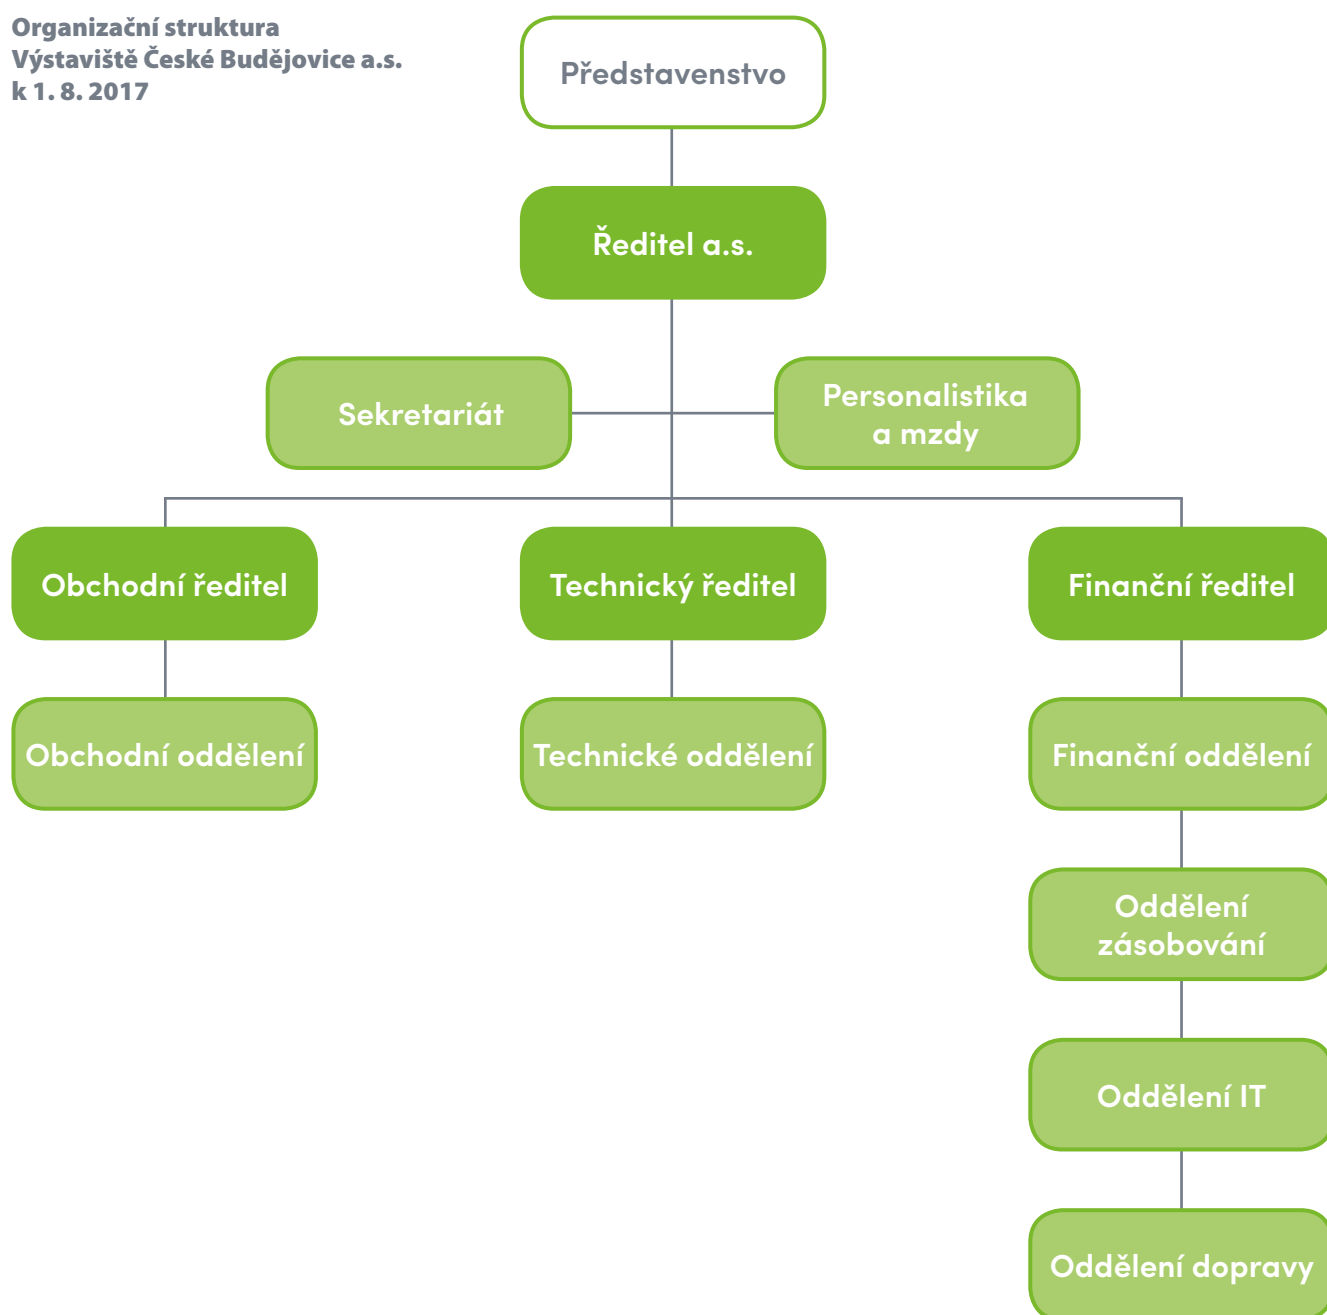 Organizační struktura
Výstaviště České Budějovice a.s.
k 1. 8. 2017
Představenstvo
Ředitel a.s.
Sekretariát
Personalistika
a mzdy
Obchodní ředitel
Technický ředitel
Finanční ředitel
Obchodní oddělení
Technické oddělení
Finanční oddělení
Oddělení
zásobování
Oddělení IT
Oddělení dopravy